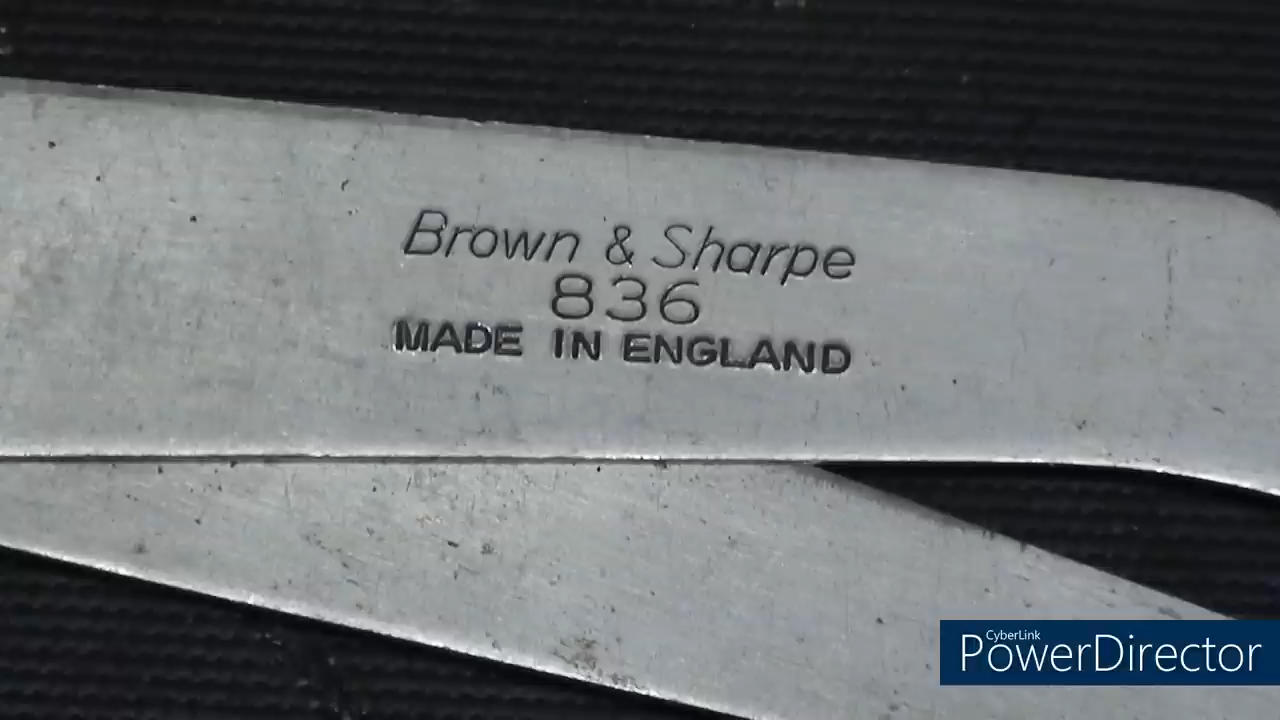 Brown & Sharpe
836
MADE IN ENGLAND
CyberLink
PowerDirector